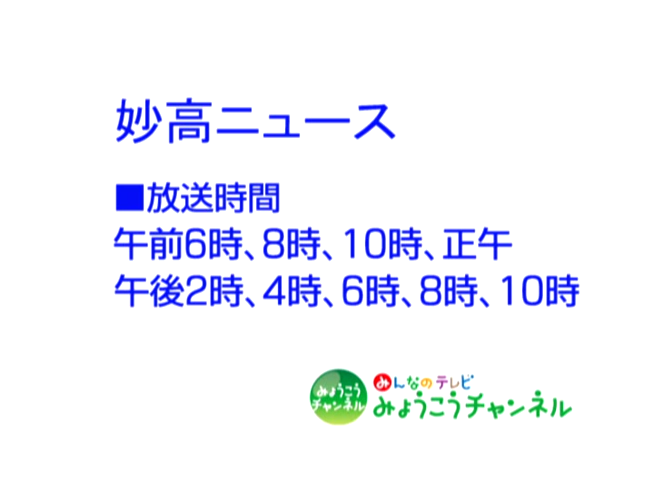 妙高ニュース
■放送時間
午前6時、8時、10時、正午
午後2時、4時、6時、8時、10時
みょうこう
チャンネル
みんなのテレビ
みょうこうチャンネル